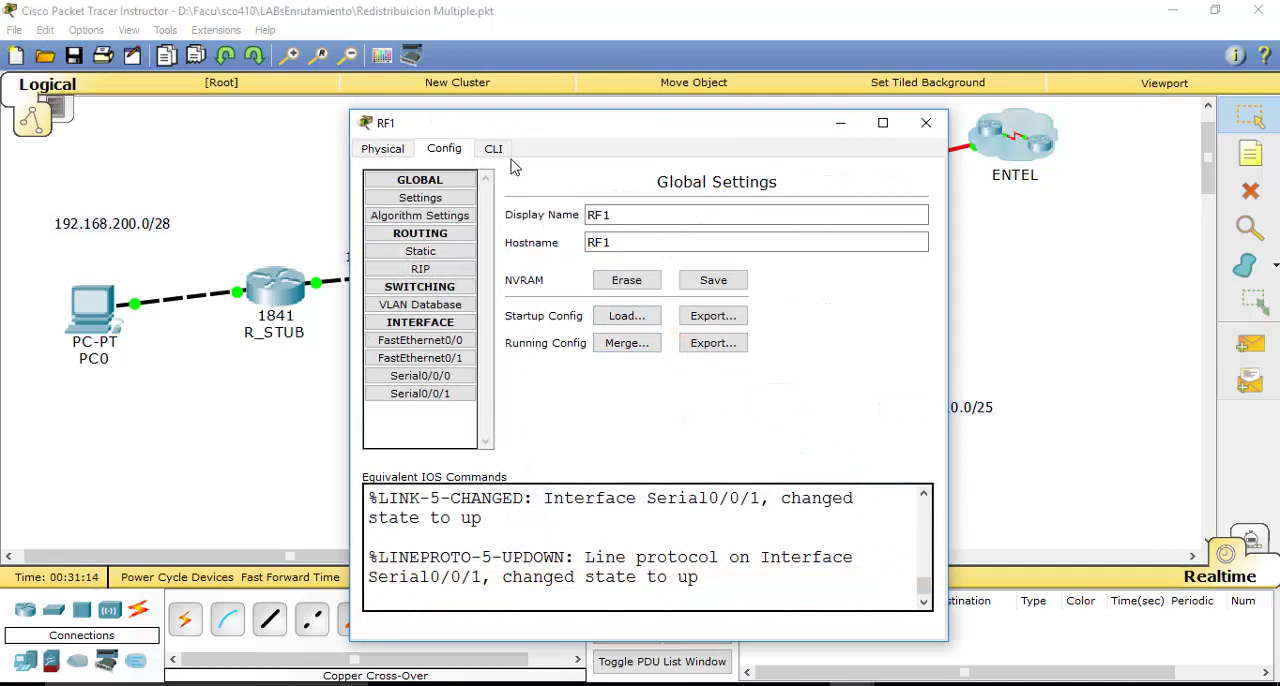 Cisco Packet Tracer Instructor - D:\Facu\sco410\LABsEnrutamiento\Redistribuicion Multiple.pkt
File Edit Options View Tools Extensions Help
Logical
[Root]
New Cluster
Move Object
Set Tiled Background
Viewport
RF1
Physical
Config
CLI
GLOBAL
Settings
Algorithm Settings
ROUTING
Static
RIP
SWITCHING
VLAN Database
INTERFACE
FastEthernet0/0
FastEthernet0/1
Serial0/0/0
Serial0/0/1
Global Settings
Display Name RF1
Hostname RF1
NVRAM Erase Save
Startup Config Load... Export...
Running Config Merge... Export...
Equivalent IOS Commands
%LINK-5-CHANGED: Interface Serial0/0/1, changed
state to up
%LINEPROTO-5-UPDOWN: Line protocol on Interface
Serial0/0/1, changed state to up
192.168.200.0/28
PC-PT
PC0
1841
R_STUB
ENTEL
0.0/25
Time: 00:31:14 Power Cycle Devices Fast Forward Time
Realtime
Connections
Copper Cross-Over
Toggle PDU List Window
stination Type Color Time(sec) Periodic Num